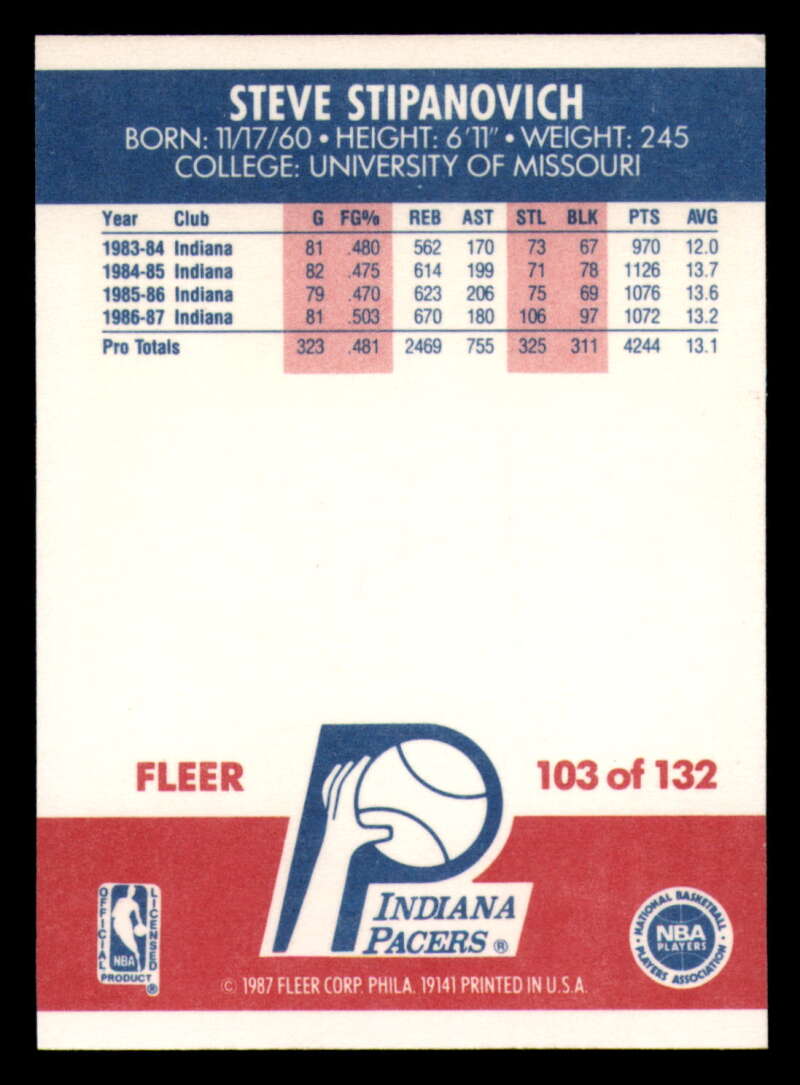 STEVE STIPANOVICH
BORN: 11/17/60 • HEIGHT: 6'11" • WEIGHT: 245
COLLEGE: UNIVERSITY OF MISSOURI
Year Club G FG% REB AST STL BLK PTS AVG
1983-84 Indiana 81 .480 562 170 73 67 970 12.0
1984-85 Indiana 82 .475 614 199 71 78 1126 13.7
1985-86 Indiana 79 .470 623 206 75 69 1076 13.6
1986-87 Indiana 81 .503 670 180 106 97 1072 13.2
Pro Totals 323 .481 2469 755 325 311 4244 13.1
FLEER
103 of 132
INDIANA
PACERS ®
OFFICIAL
LICENSED
NBA
PRODUCT ®
NATIONAL BASKETBALL
NBA
PLAYERS
PLAYERS ASSOCIATION
© 1987 FLEER CORP. PHILA. 19141 PRINTED IN U.S.A.